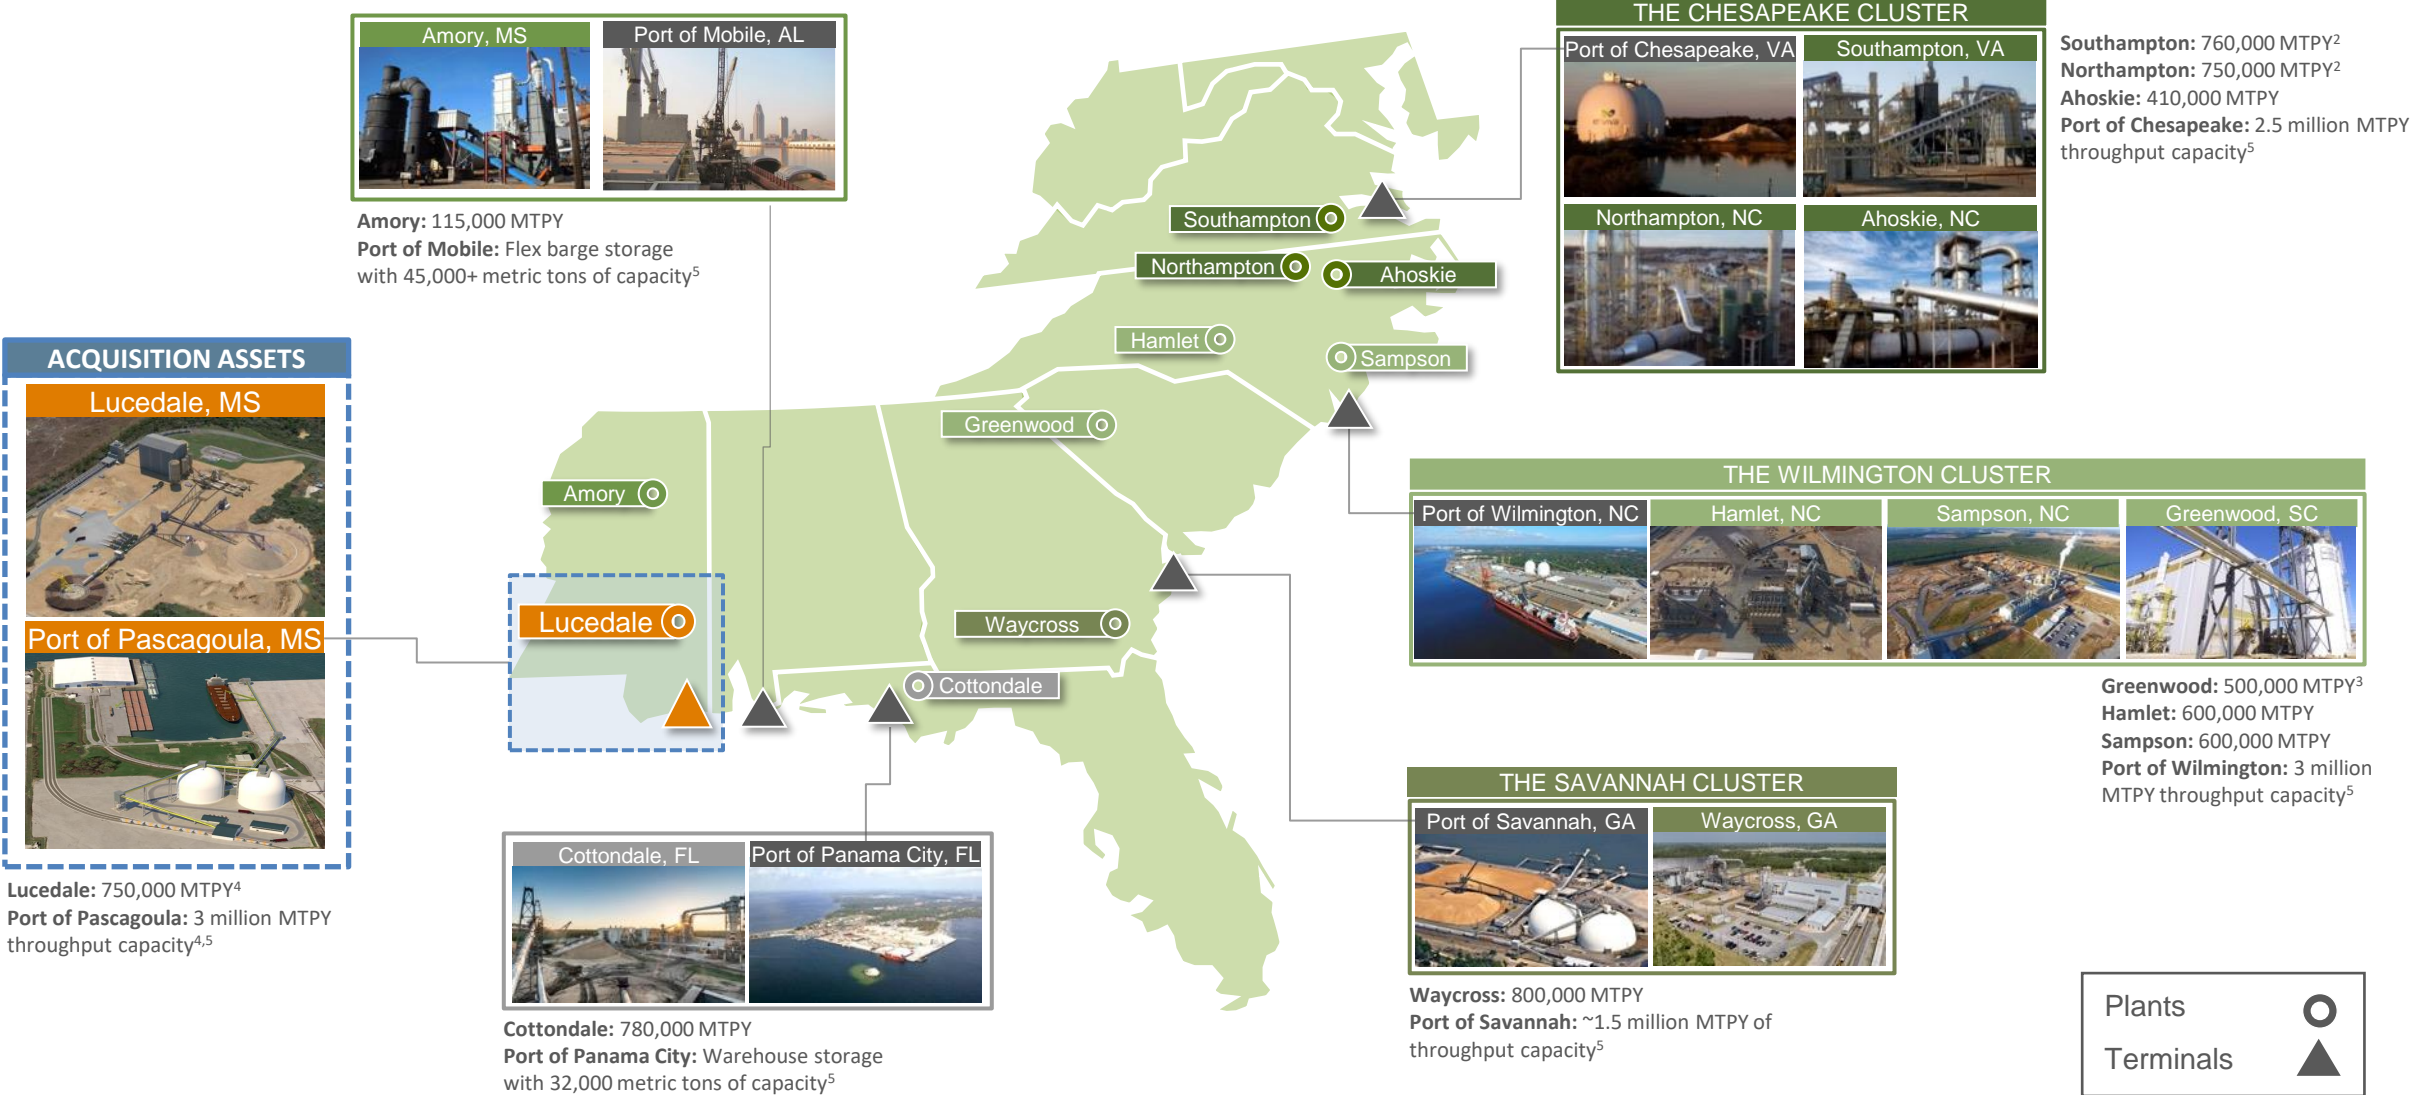 Amory, MS
Port of Mobile, AL
Amory: 115,000 MTPY
Port of Mobile: Flex barge storage
with 45,000+ metric tons of capacity⁵
THE CHESAPEAKE CLUSTER
Port of Chesapeake, VA
Southampton, VA
Northampton, NC
Ahoskie, NC
Southampton: 760,000 MTPY²
Northampton: 750,000 MTPY²
Ahoskie: 410,000 MTPY
Port of Chesapeake: 2.5 million MTPY
throughput capacity⁵
ACQUISITION ASSETS
Lucedale, MS
Port of Pascagoula, MS
Lucedale: 750,000 MTPY⁴
Port of Pascagoula: 3 million MTPY
throughput capacity⁴,⁵
Southampton
Northampton
Ahoskie
Hamlet
Sampson
Greenwood
Amory
Lucedale
Waycross
Cottondale
THE WILMINGTON CLUSTER
Port of Wilmington, NC
Hamlet, NC
Sampson, NC
Greenwood, SC
Greenwood: 500,000 MTPY³
Hamlet: 600,000 MTPY
Sampson: 600,000 MTPY
Port of Wilmington: 3 million
MTPY throughput capacity⁵
Cottondale, FL
Port of Panama City, FL
Cottondale: 780,000 MTPY
Port of Panama City: Warehouse storage
with 32,000 metric tons of capacity⁵
THE SAVANNAH CLUSTER
Port of Savannah, GA
Waycross, GA
Waycross: 800,000 MTPY
Port of Savannah: ~1.5 million MTPY of
throughput capacity⁵
Plants
Terminals